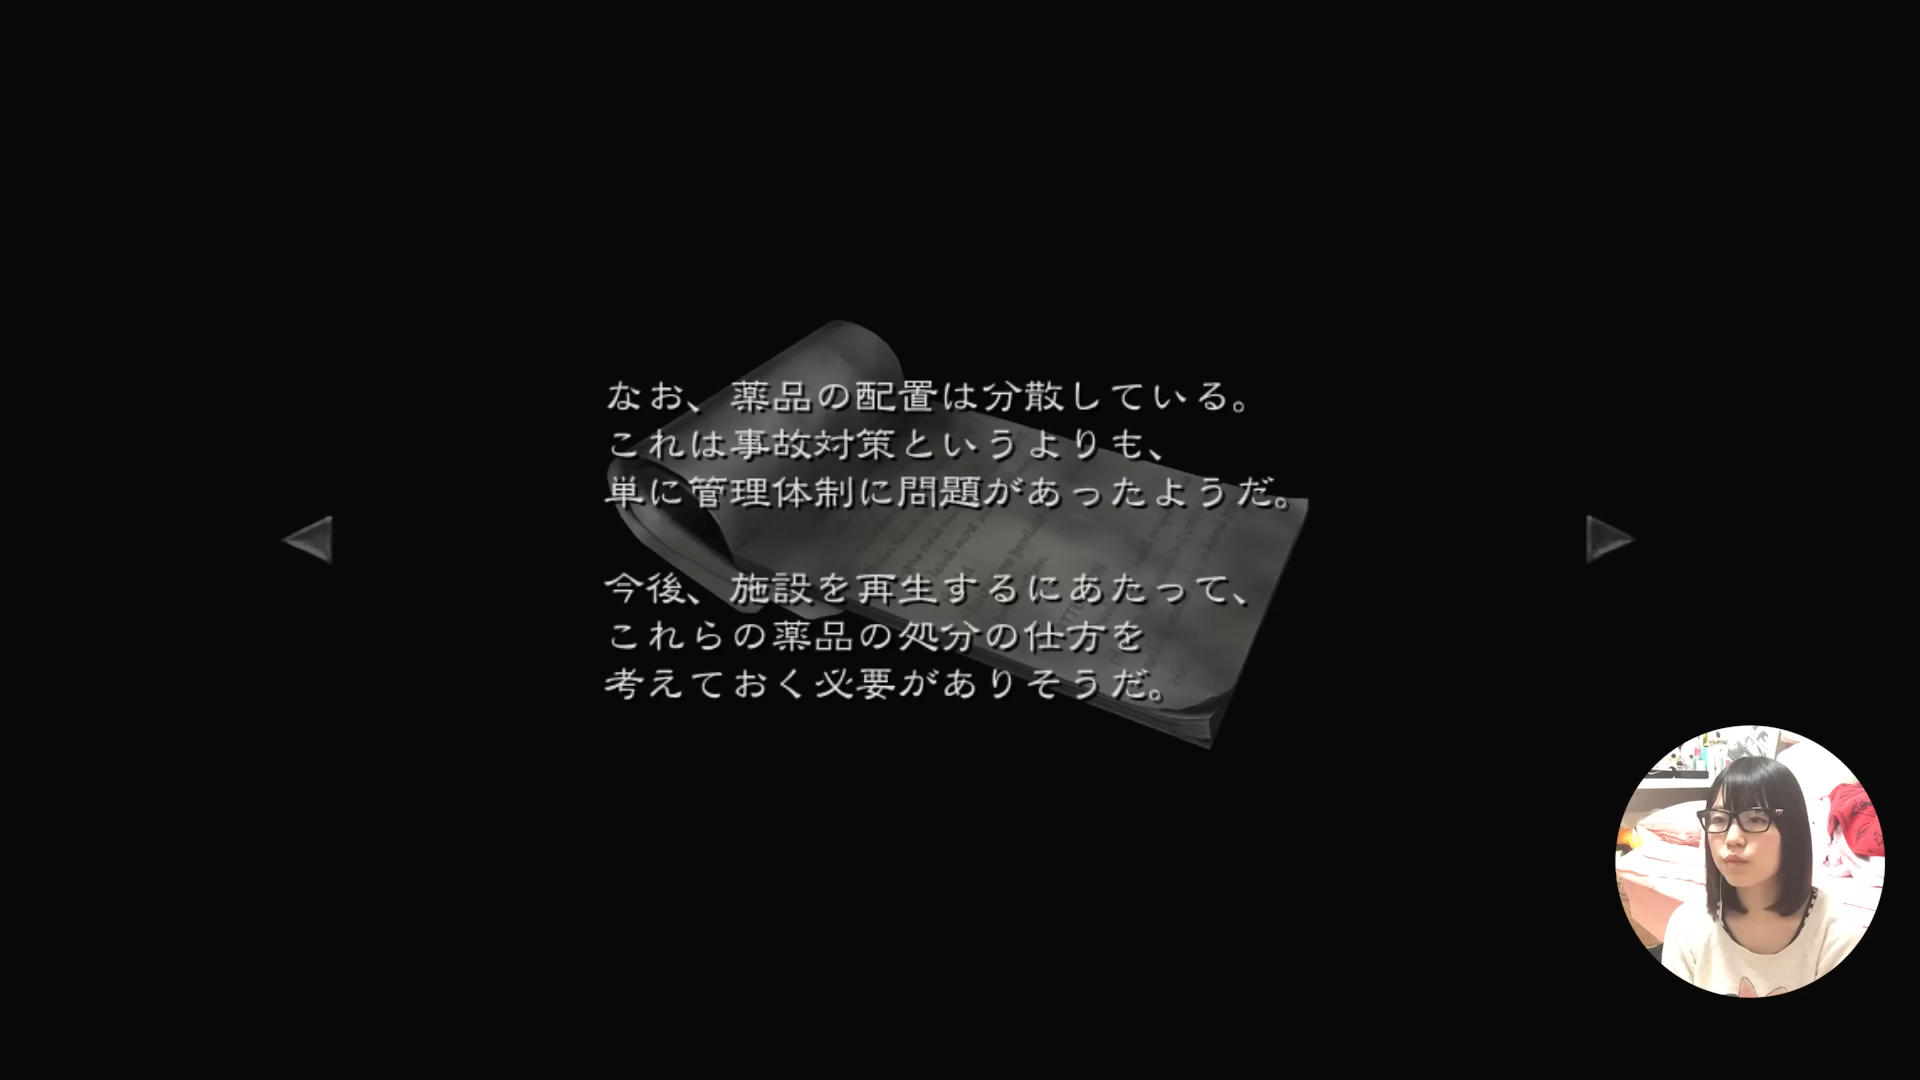 なお、薬品の配置は分散している。
これは事故対策というよりも、
単に管理体制に問題があったようだ。
今後、施設を再生するにあたって、
これらの薬品の処分の仕方を
考えておく必要がありそうだ。